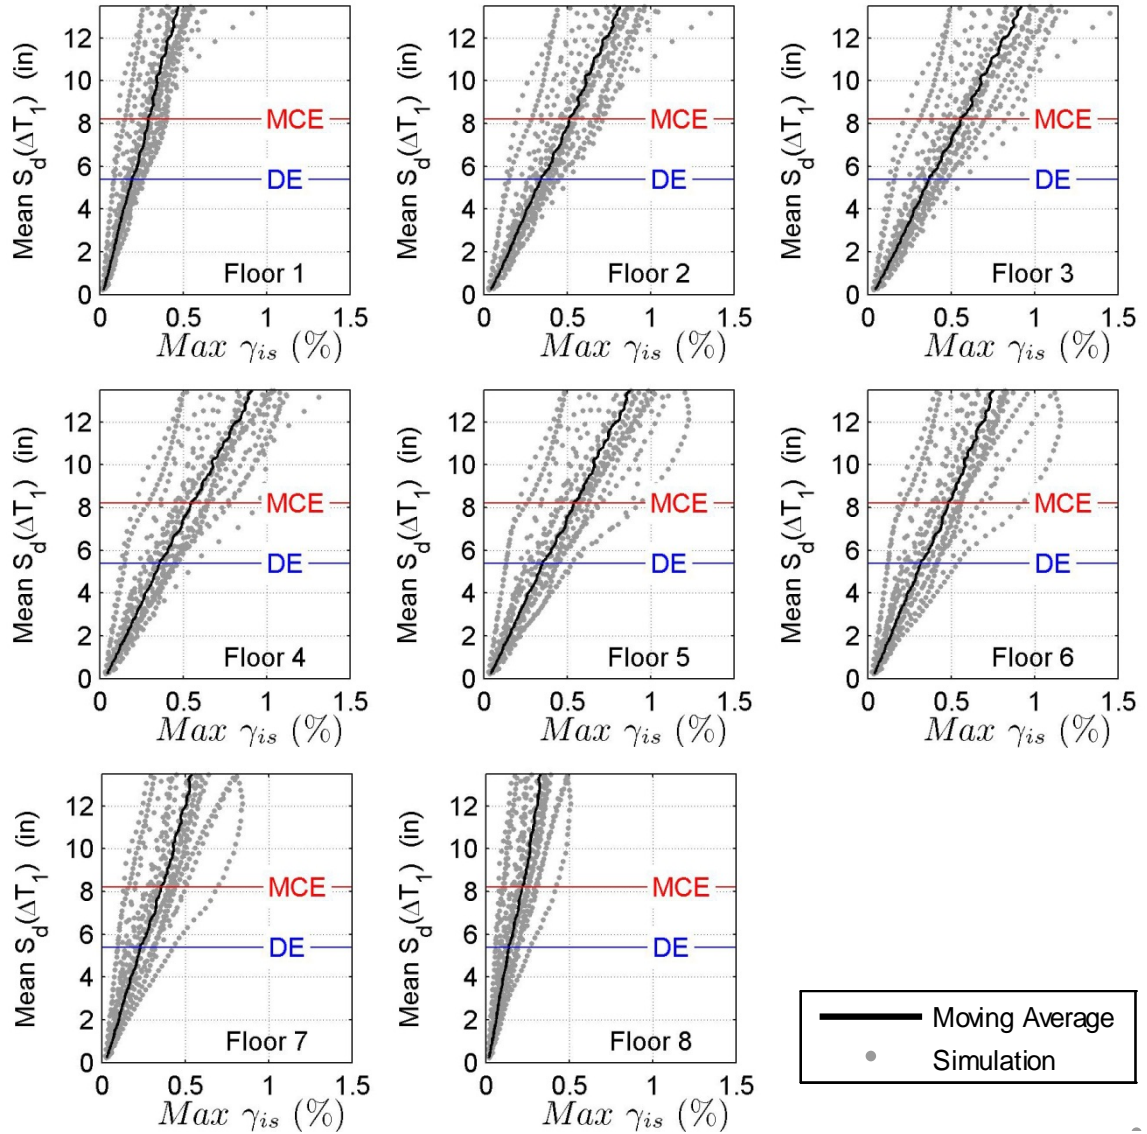 Mean S_d(ΔT_1) (in)
12
10
8
6
4
2
0
MCE
DE
Floor 1
0 0.5 1 1.5
Max γ_is (%)
Mean S_d(ΔT_1) (in)
12
10
8
6
4
2
0
MCE
DE
Floor 2
0 0.5 1 1.5
Max γ_is (%)
Mean S_d(ΔT_1) (in)
12
10
8
6
4
2
0
MCE
DE
Floor 3
0 0.5 1 1.5
Max γ_is (%)
Mean S_d(ΔT_1) (in)
12
10
8
6
4
2
0
MCE
DE
Floor 4
0 0.5 1 1.5
Max γ_is (%)
Mean S_d(ΔT_1) (in)
12
10
8
6
4
2
0
MCE
DE
Floor 5
0 0.5 1 1.5
Max γ_is (%)
Mean S_d(ΔT_1) (in)
12
10
8
6
4
2
0
MCE
DE
Floor 6
0 0.5 1 1.5
Max γ_is (%)
Mean S_d(ΔT_1) (in)
12
10
8
6
4
2
0
MCE
DE
Floor 7
0 0.5 1 1.5
Max γ_is (%)
Mean S_d(ΔT_1) (in)
12
10
8
6
4
2
0
MCE
DE
Floor 8
0 0.5 1 1.5
Max γ_is (%)
Moving Average
Simulation